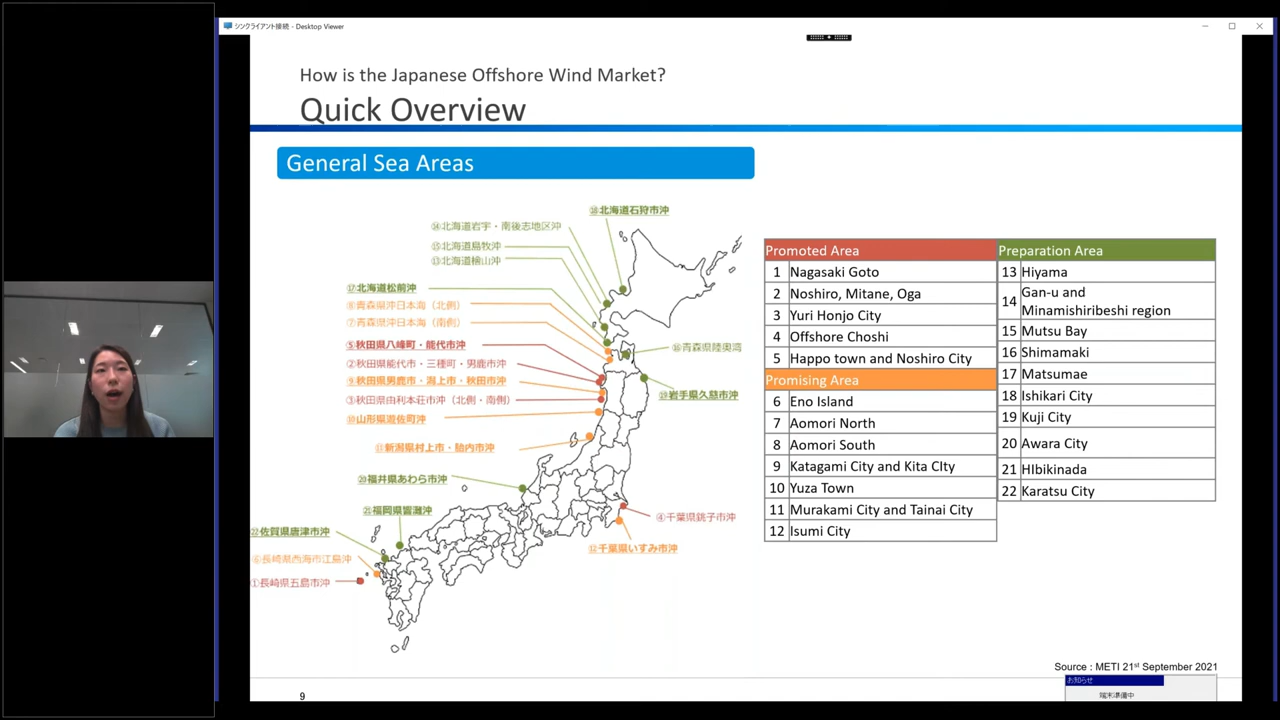 シンクライアント接続 - Desktop Viewer
How is the Japanese Offshore Wind Market?
Quick Overview
General Sea Areas
⑱北海道石狩市沖
⑭北海道岩宇・南後志地区沖
⑮北海道島牧沖
⑬北海道檜山沖
⑰北海道松前沖
青森県沖日本海（北側）
⑦青森県沖日本海（南側）
⑤秋田県八峰町・能代市沖
⑯青森県陸奥湾
②秋田県能代市・三種町・男鹿市沖
⑨秋田県男鹿市・潟上市・秋田市沖
⑲岩手県久慈市沖
③秋田県由利本荘市沖（北側・南側）
⑩山形県遊佐町沖
⑪新潟県村上市・胎内市沖
⑳福井県あわら市沖
㉑福岡県響灘沖
④千葉県銚子市沖
㉒佐賀県唐津市沖
⑫千葉県いすみ市沖
⑥長崎県西海市江島沖
①長崎県五島市沖
Promoted Area
1 Nagasaki Goto
2 Noshiro, Mitane, Oga
3 Yuri Honjo City
4 Offshore Choshi
5 Happo town and Noshiro City
Promising Area
6 Eno Island
7 Aomori North
8 Aomori South
9 Katagami City and Kita CIty
10 Yuza Town
11 Murakami City and Tainai City
12 Isumi City
Preparation Area
13 Hiyama
14 Gan-u and
Minamishiribeshi region
15 Mutsu Bay
16 Shimamaki
17 Matsumae
18 Ishikari City
19 Kuji City
20 Awara City
21 HIbikinada
22 Karatsu City
Source : METI 21st September 2021
9
お知らせ
端末準備中